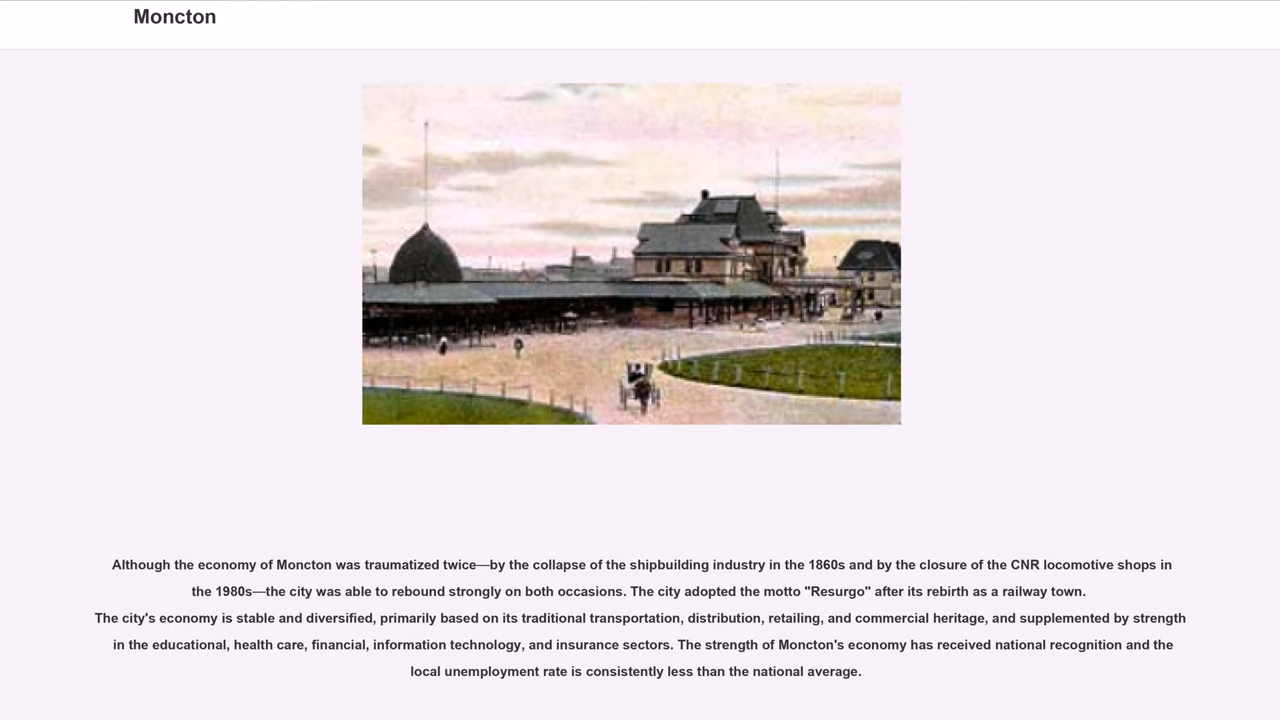 Moncton
Although the economy of Moncton was traumatized twice—by the collapse of the shipbuilding industry in the 1860s and by the closure of the CNR locomotive shops in
the 1980s—the city was able to rebound strongly on both occasions. The city adopted the motto "Resurgo" after its rebirth as a railway town.
The city's economy is stable and diversified, primarily based on its traditional transportation, distribution, retailing, and commercial heritage, and supplemented by strength
in the educational, health care, financial, information technology, and insurance sectors. The strength of Moncton's economy has received national recognition and the
local unemployment rate is consistently less than the national average.